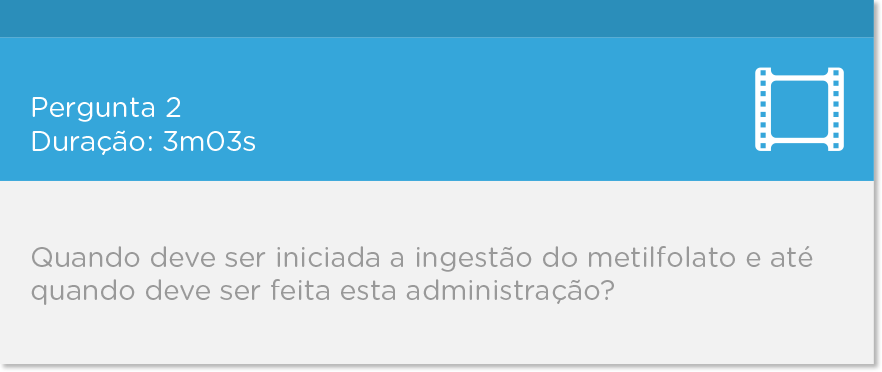 Pergunta 2
Duração: 3m03s
Quando deve ser iniciada a ingestão do metilfolato e até
quando deve ser feita esta administração?